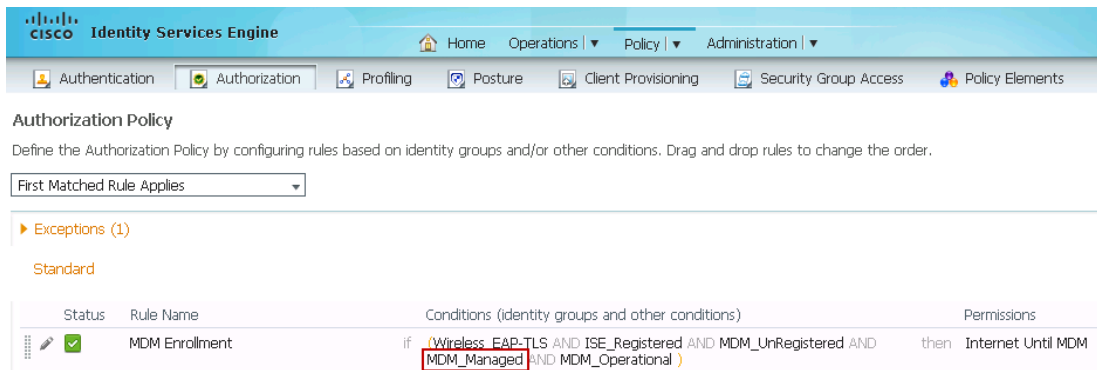 cisco Identity Services Engine
Home Operations | ▼ Policy | ▼ Administration | ▼
Authentication Authorization Profiling Posture Client Provisioning Security Group Access Policy Elements
Authorization Policy
Define the Authorization Policy by configuring rules based on identity groups and/or other conditions. Drag and drop rules to change the order.
First Matched Rule Applies
Exceptions (1)
Standard
Status Rule Name Conditions (identity groups and other conditions) Permissions
MDM Enrollment if (Wireless_EAP-TLS AND ISE_Registered AND MDM_UnRegistered AND then Internet Until MDM
MDM_Managed AND MDM_Operational )